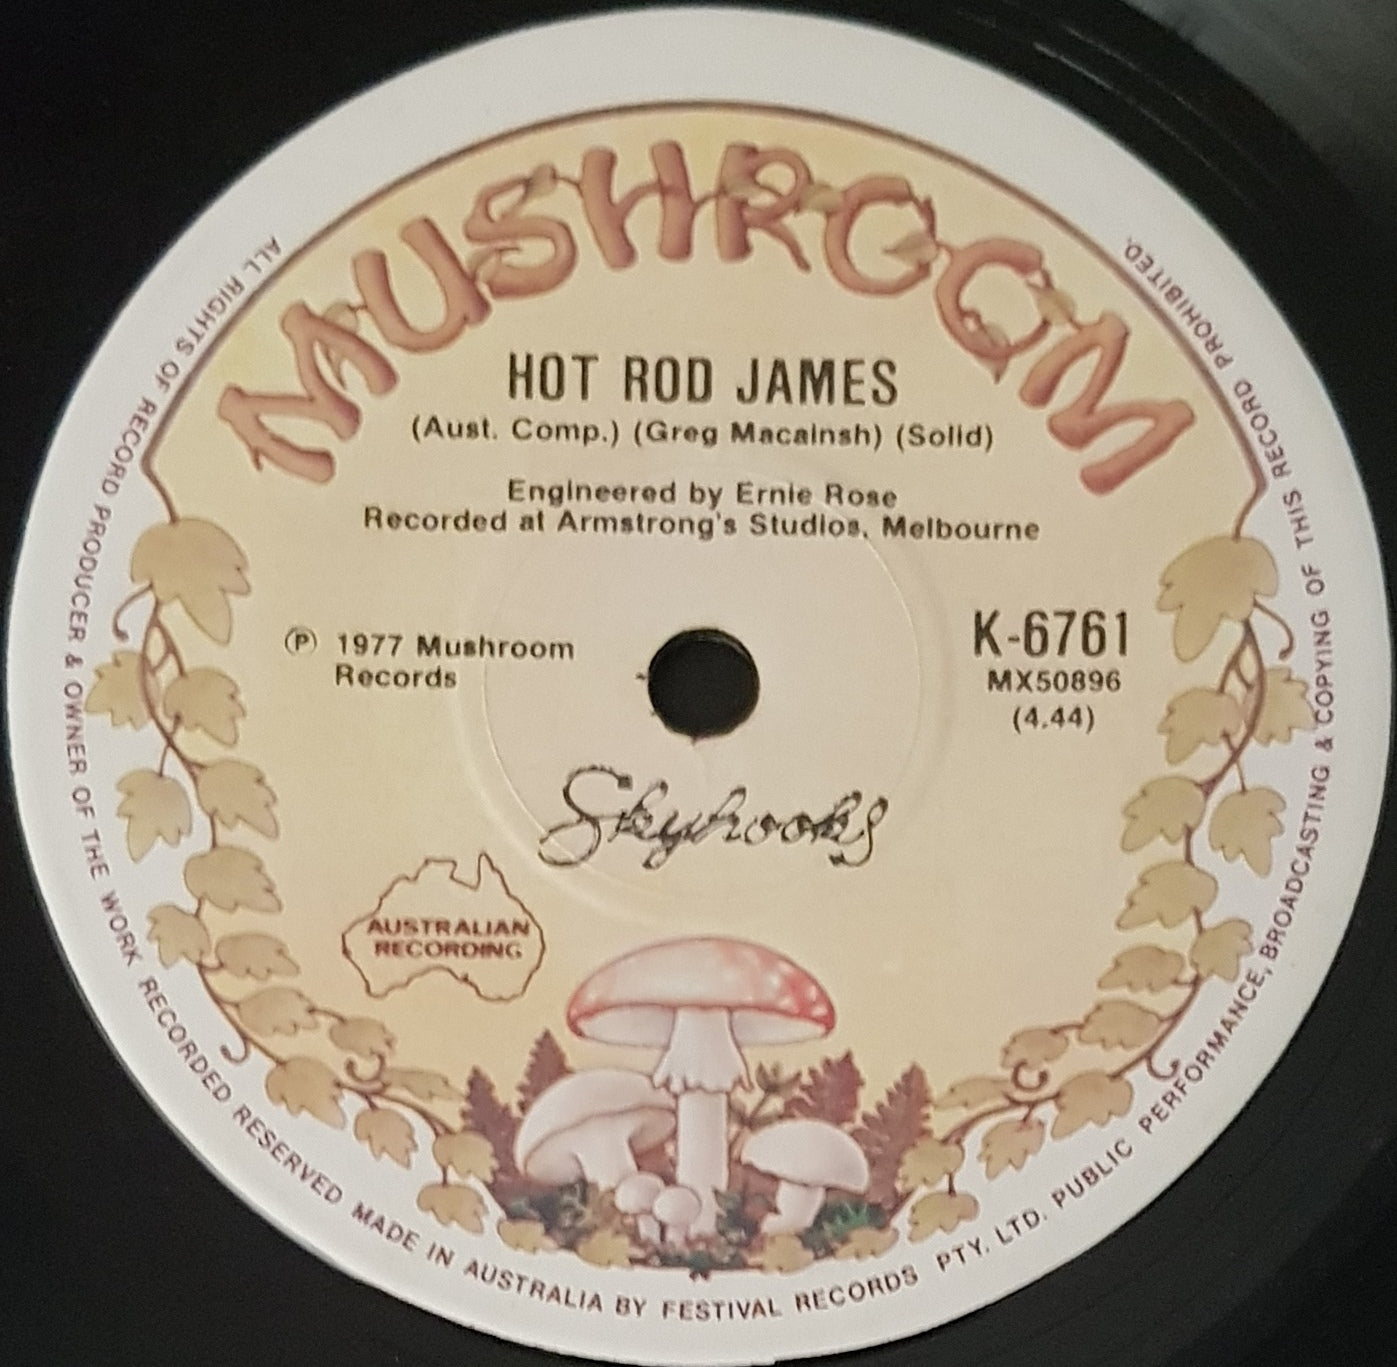 MUSHROOM
HOT ROD JAMES
(Aust. Comp.) (Greg Macainsh) (Solid)
Engineered by Ernie Rose
Recorded at Armstrong's Studios, Melbourne
Ⓟ 1977 Mushroom
Records
K-6761
MX50896
(4.44)
Skyhooks
AUSTRALIAN
RECORDING
ALL RIGHTS OF RECORD PRODUCER & OWNER OF THE WORK RECORDED RESERVED MADE IN AUSTRALIA BY FESTIVAL RECORDS PTY. LTD. PUBLIC PERFORMANCE, BROADCASTING & COPYING OF THIS RECORD PROHIBITED.